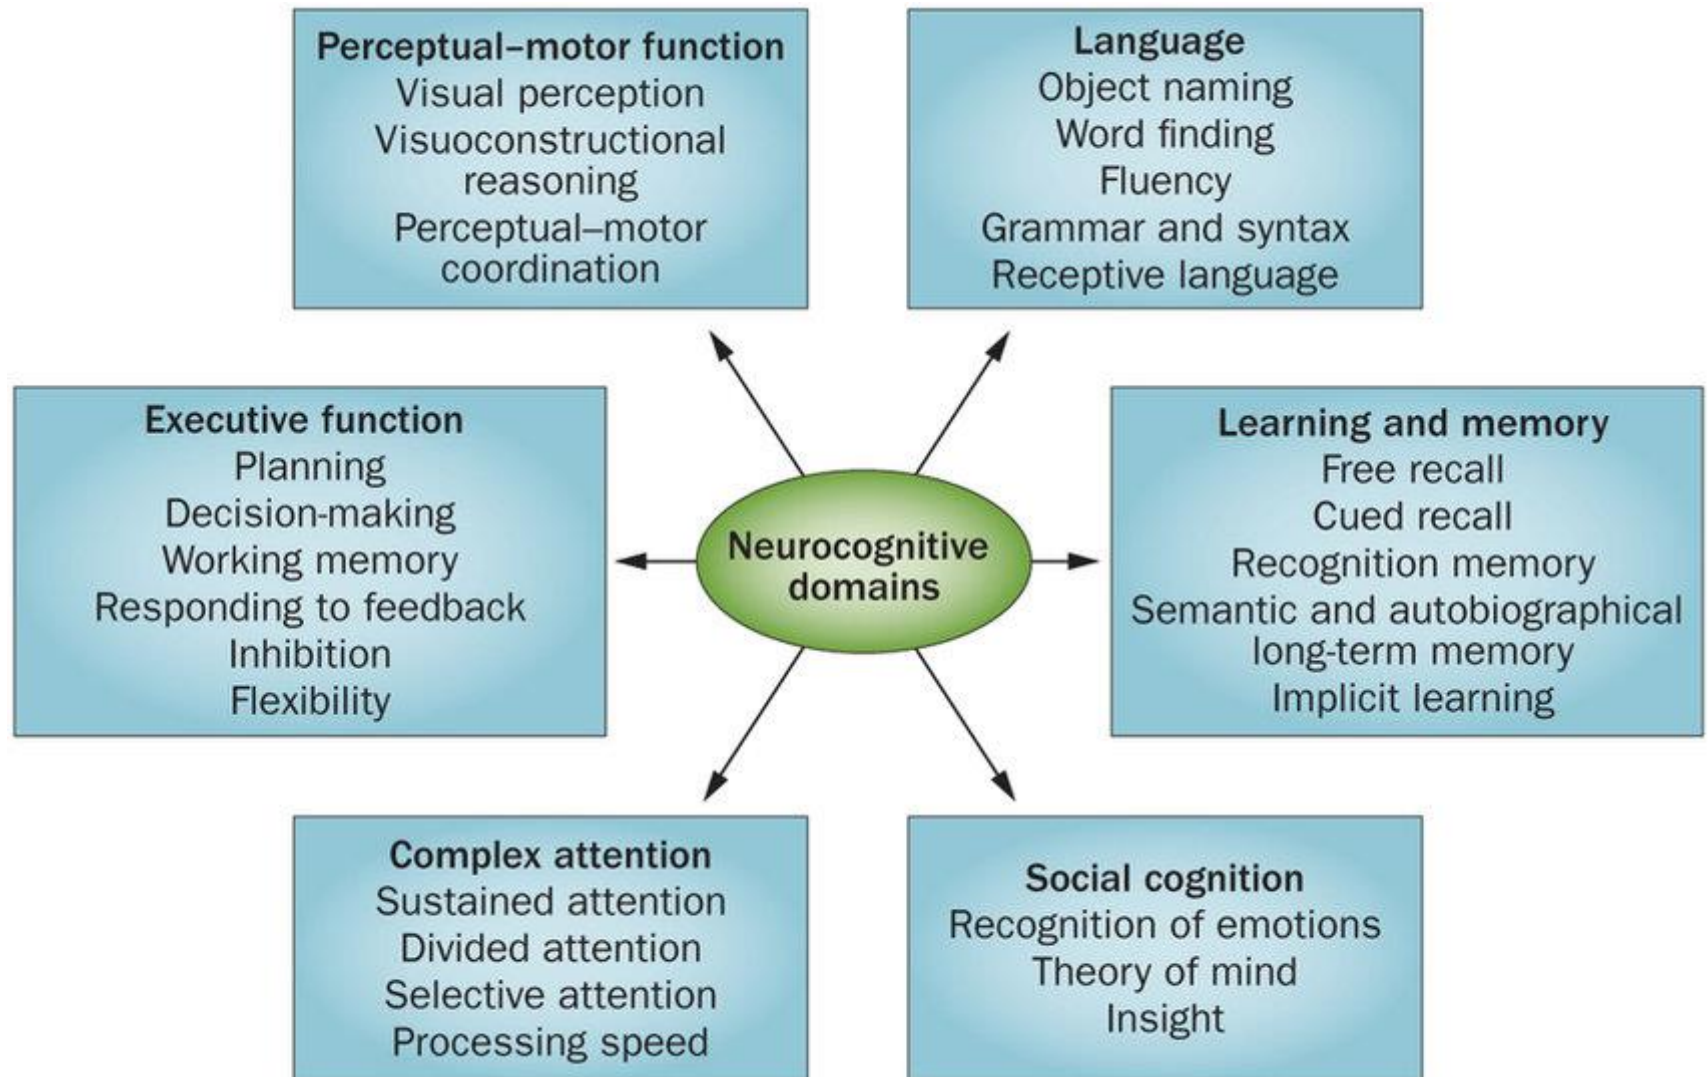 Perceptual–motor function
Visual perception
Visuoconstructional
reasoning
Perceptual–motor
coordination
Language
Object naming
Word finding
Fluency
Grammar and syntax
Receptive language
Executive function
Planning
Decision-making
Working memory
Responding to feedback
Inhibition
Flexibility
Neurocognitive
domains
Learning and memory
Free recall
Cued recall
Recognition memory
Semantic and autobiographical
long-term memory
Implicit learning
Complex attention
Sustained attention
Divided attention
Selective attention
Processing speed
Social cognition
Recognition of emotions
Theory of mind
Insight